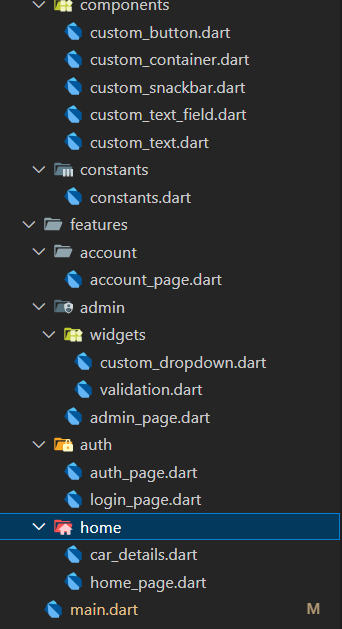 components
custom_button.dart
custom_container.dart
custom_snackbar.dart
custom_text_field.dart
custom_text.dart
constants
constants.dart
features
account
account_page.dart
admin
widgets
custom_dropdown.dart
validation.dart
admin_page.dart
auth
auth_page.dart
login_page.dart
home
car_details.dart
home_page.dart
main.dart M